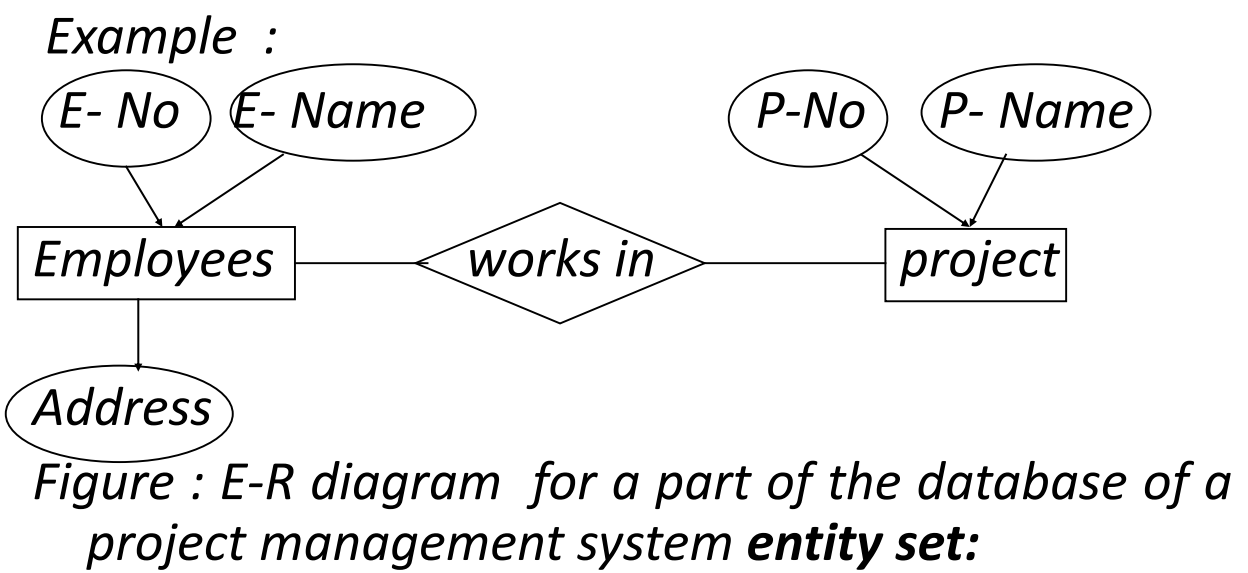 Example :
E- No E- Name P-No P- Name
Employees works in project
Address
Figure : E-R diagram for a part of the database of a
project management system entity set: